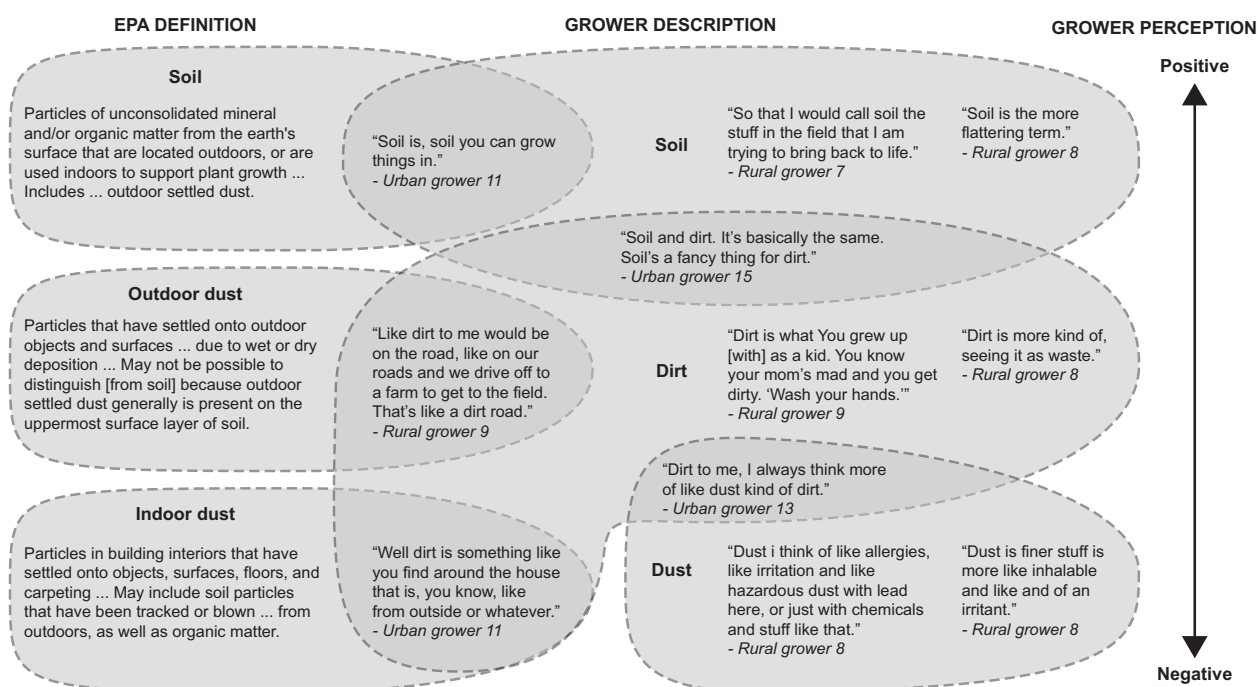 EPA DEFINITION
GROWER DESCRIPTION
GROWER PERCEPTION
Soil
Particles of unconsolidated mineral
and/or organic matter from the earth's
surface that are located outdoors, or are
used indoors to support plant growth ...
Includes ... outdoor settled dust.
“Soil is, soil you can grow
things in.”
- Urban grower 11
Soil
“So that I would call soil the
stuff in the field that I am
trying to bring back to life.”
- Rural grower 7
“Soil is the more
flattering term.”
- Rural grower 8
Positive
“Soil and dirt. It’s basically the same.
Soil’s a fancy thing for dirt.”
- Urban grower 15
Outdoor dust
Particles that have settled onto outdoor
objects and surfaces ... due to wet or dry
deposition ... May not be possible to
distinguish [from soil] because outdoor
settled dust generally is present on the
uppermost surface layer of soil.
“Like dirt to me would be
on the road, like on our
roads and we drive off to
a farm to get to the field.
That’s like a dirt road.”
- Rural grower 9
Dirt
“Dirt is what You grew up
[with] as a kid. You know
your mom’s mad and you get
dirty. ‘Wash your hands.’”
- Rural grower 9
“Dirt is more kind of,
seeing it as waste.”
- Rural grower 8
“Dirt to me, I always think more
of like dust kind of dirt.”
- Urban grower 13
Indoor dust
Particles in building interiors that have
settled onto objects, surfaces, floors, and
carpeting ... May include soil particles
that have been tracked or blown ... from
outdoors, as well as organic matter.
“Well dirt is something like
you find around the house
that is, you know, like
from outside or whatever.”
- Urban grower 11
Dust
“Dust i think of like allergies,
like irritation and like
hazardous dust with lead
here, or just with chemicals
and stuff like that.”
- Rural grower 8
“Dust is finer stuff is
more like inhalable
and like and of an
irritant.”
- Rural grower 8
Negative